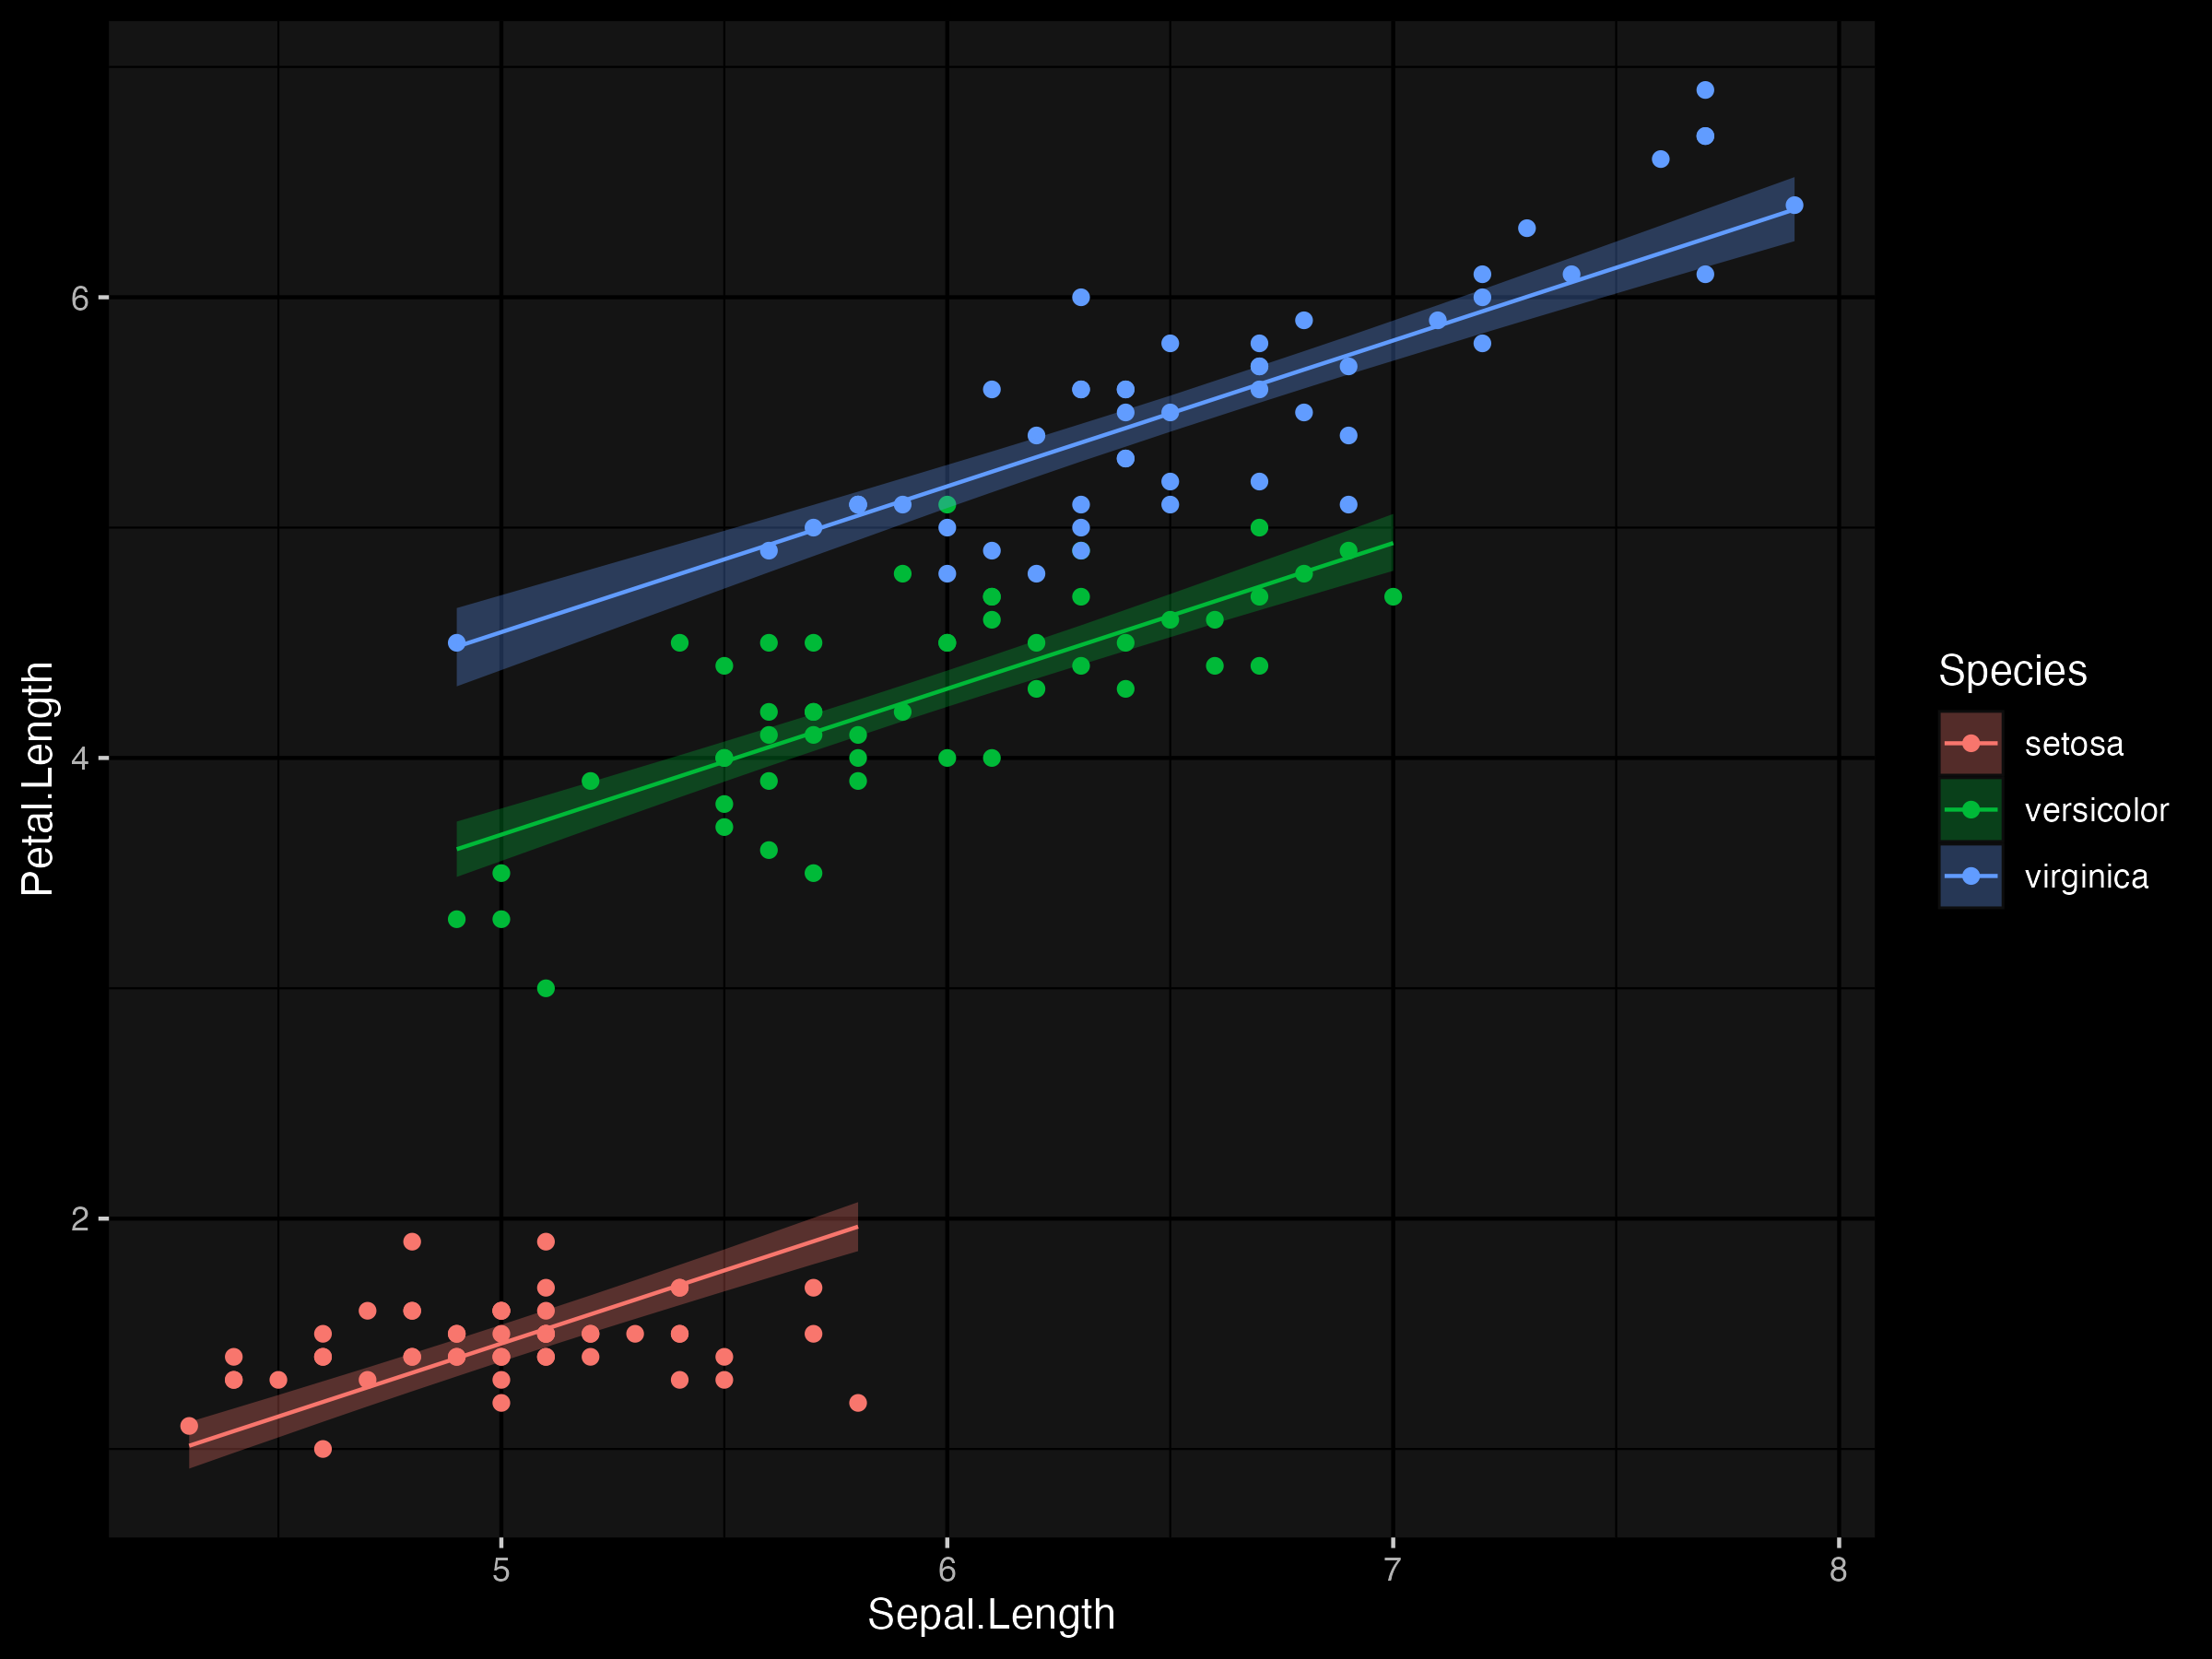 Petal.Length
6
4
2
5 6 7 8
Sepal.Length
Species
setosa
versicolor
virginica